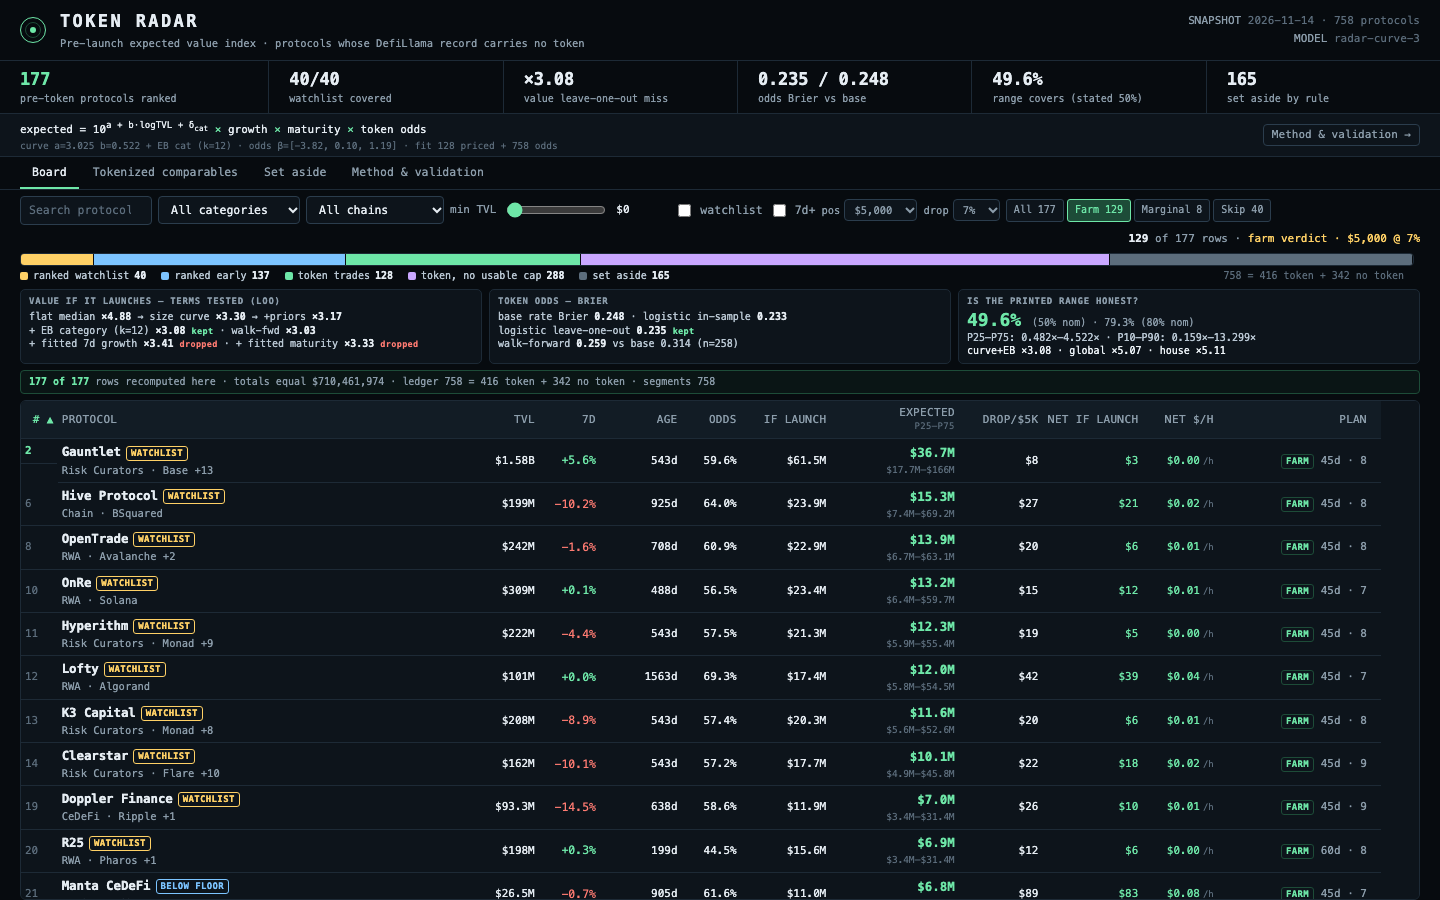 TOKEN RADAR
Pre-launch expected value index · protocols whose DefiLlama record carries no token
SNAPSHOT 2026-11-14 · 758 protocols
MODEL radar-curve-3
177
pre-token protocols ranked
40/40
watchlist covered
×3.08
value leave-one-out miss
0.235 / 0.248
odds Brier vs base
49.6%
range covers (stated 50%)
165
set aside by rule
expected = 10^a + b·logTVL + δcat × growth × maturity × token odds
curve a=3.025 b=0.522 + EB cat (k=12) · odds β=[−3.82, 0.10, 1.19] · fit 128 priced + 758 odds
Method & validation →
Board Tokenized comparables Set aside Method & validation
Search protocol All categories All chains min TVL $0 watchlist 7d+ pos $5,000 drop 7% All 177 Farm 129 Marginal 8 Skip 40
129 of 177 rows · farm verdict · $5,000 @ 7%
ranked watchlist 40 ranked early 137 token trades 128 token, no usable cap 288 set aside 165
758 = 416 token + 342 no token
VALUE IF IT LAUNCHES — TERMS TESTED (LOO)
flat median ×4.88 → size curve ×3.30 → +priors ×3.17
+ EB category (k=12) ×3.08 kept · walk-fwd ×3.03
+ fitted 7d growth ×3.41 dropped · + fitted maturity ×3.33 dropped
TOKEN ODDS — BRIER
base rate Brier 0.248 · logistic in-sample 0.233
logistic leave-one-out 0.235 kept
walk-forward 0.259 vs base 0.314 (n=258)
IS THE PRINTED RANGE HONEST?
49.6% (50% nom) · 79.3% (80% nom)
P25–P75: 0.482×–4.522× · P10–P90: 0.159×–13.299×
curve+EB ×3.08 · global ×5.07 · house ×5.11
177 of 177 rows recomputed here · totals equal $710,461,974 · ledger 758 = 416 token + 342 no token · segments 758
# ▲ PROTOCOL TVL 7D AGE ODDS IF LAUNCH EXPECTED DROP/$5K NET IF LAUNCH NET $/H PLAN
P25–P75
2 Gauntlet WATCHLIST $1.58B +5.6% 543d 59.6% $61.5M $36.7M $8 $3 $0.00 /h FARM 45d · 8
Risk Curators · Base +13 $17.7M–$166M
6 Hive Protocol WATCHLIST $199M −10.2% 925d 64.0% $23.9M $15.3M $27 $21 $0.02 /h FARM 45d · 8
Chain · BSquared $7.4M–$69.2M
8 OpenTrade WATCHLIST $242M −1.6% 708d 60.9% $22.9M $13.9M $20 $6 $0.01 /h FARM 45d · 8
RWA · Avalanche +2 $6.7M–$63.1M
10 OnRe WATCHLIST $309M +0.1% 488d 56.5% $23.4M $13.2M $15 $12 $0.01 /h FARM 45d · 7
RWA · Solana $6.4M–$59.7M
11 Hyperithm WATCHLIST $222M −4.4% 543d 57.5% $21.3M $12.3M $19 $5 $0.00 /h FARM 45d · 8
Risk Curators · Monad +9 $5.9M–$55.4M
12 Lofty WATCHLIST $101M +0.0% 1563d 69.3% $17.4M $12.0M $42 $39 $0.04 /h FARM 45d · 7
RWA · Algorand $5.8M–$54.5M
13 K3 Capital WATCHLIST $208M −8.9% 543d 57.4% $20.3M $11.6M $20 $6 $0.01 /h FARM 45d · 8
Risk Curators · Monad +8 $5.6M–$52.6M
14 Clearstar WATCHLIST $162M −10.1% 543d 57.2% $17.7M $10.1M $22 $18 $0.02 /h FARM 45d · 9
Risk Curators · Flare +10 $4.9M–$45.8M
19 Doppler Finance WATCHLIST $93.3M −14.5% 638d 58.6% $11.9M $7.0M $26 $10 $0.01 /h FARM 45d · 9
CeDeFi · Ripple +1 $3.4M–$31.4M
20 R25 WATCHLIST $198M +0.3% 199d 44.5% $15.6M $6.9M $12 $6 $0.00 /h FARM 60d · 8
RWA · Pharos +1 $3.4M–$31.4M
21 Manta CeDeFi BELOW FLOOR $26.5M −0.7% 905d 61.6% $11.0M $6.8M $89 $83 $0.08 /h FARM 45d · 7